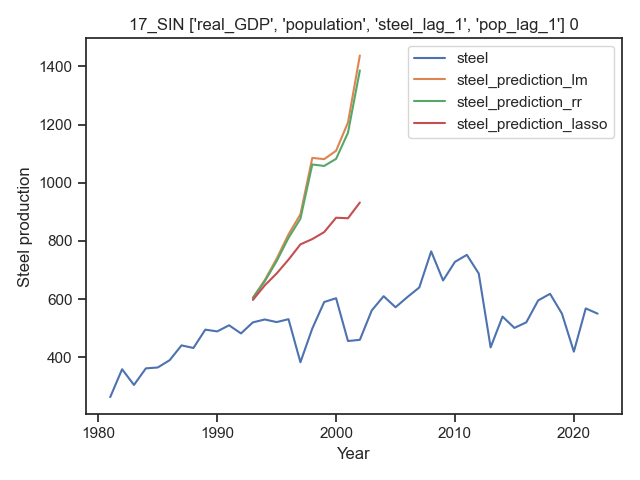 17_SIN ['real_GDP', 'population', 'steel_lag_1', 'pop_lag_1'] 0
steel
steel_prediction_lm
steel_prediction_rr
steel_prediction_lasso
Steel production
1400
1200
1000
800
600
400
1980
1990
2000
2010
2020
Year